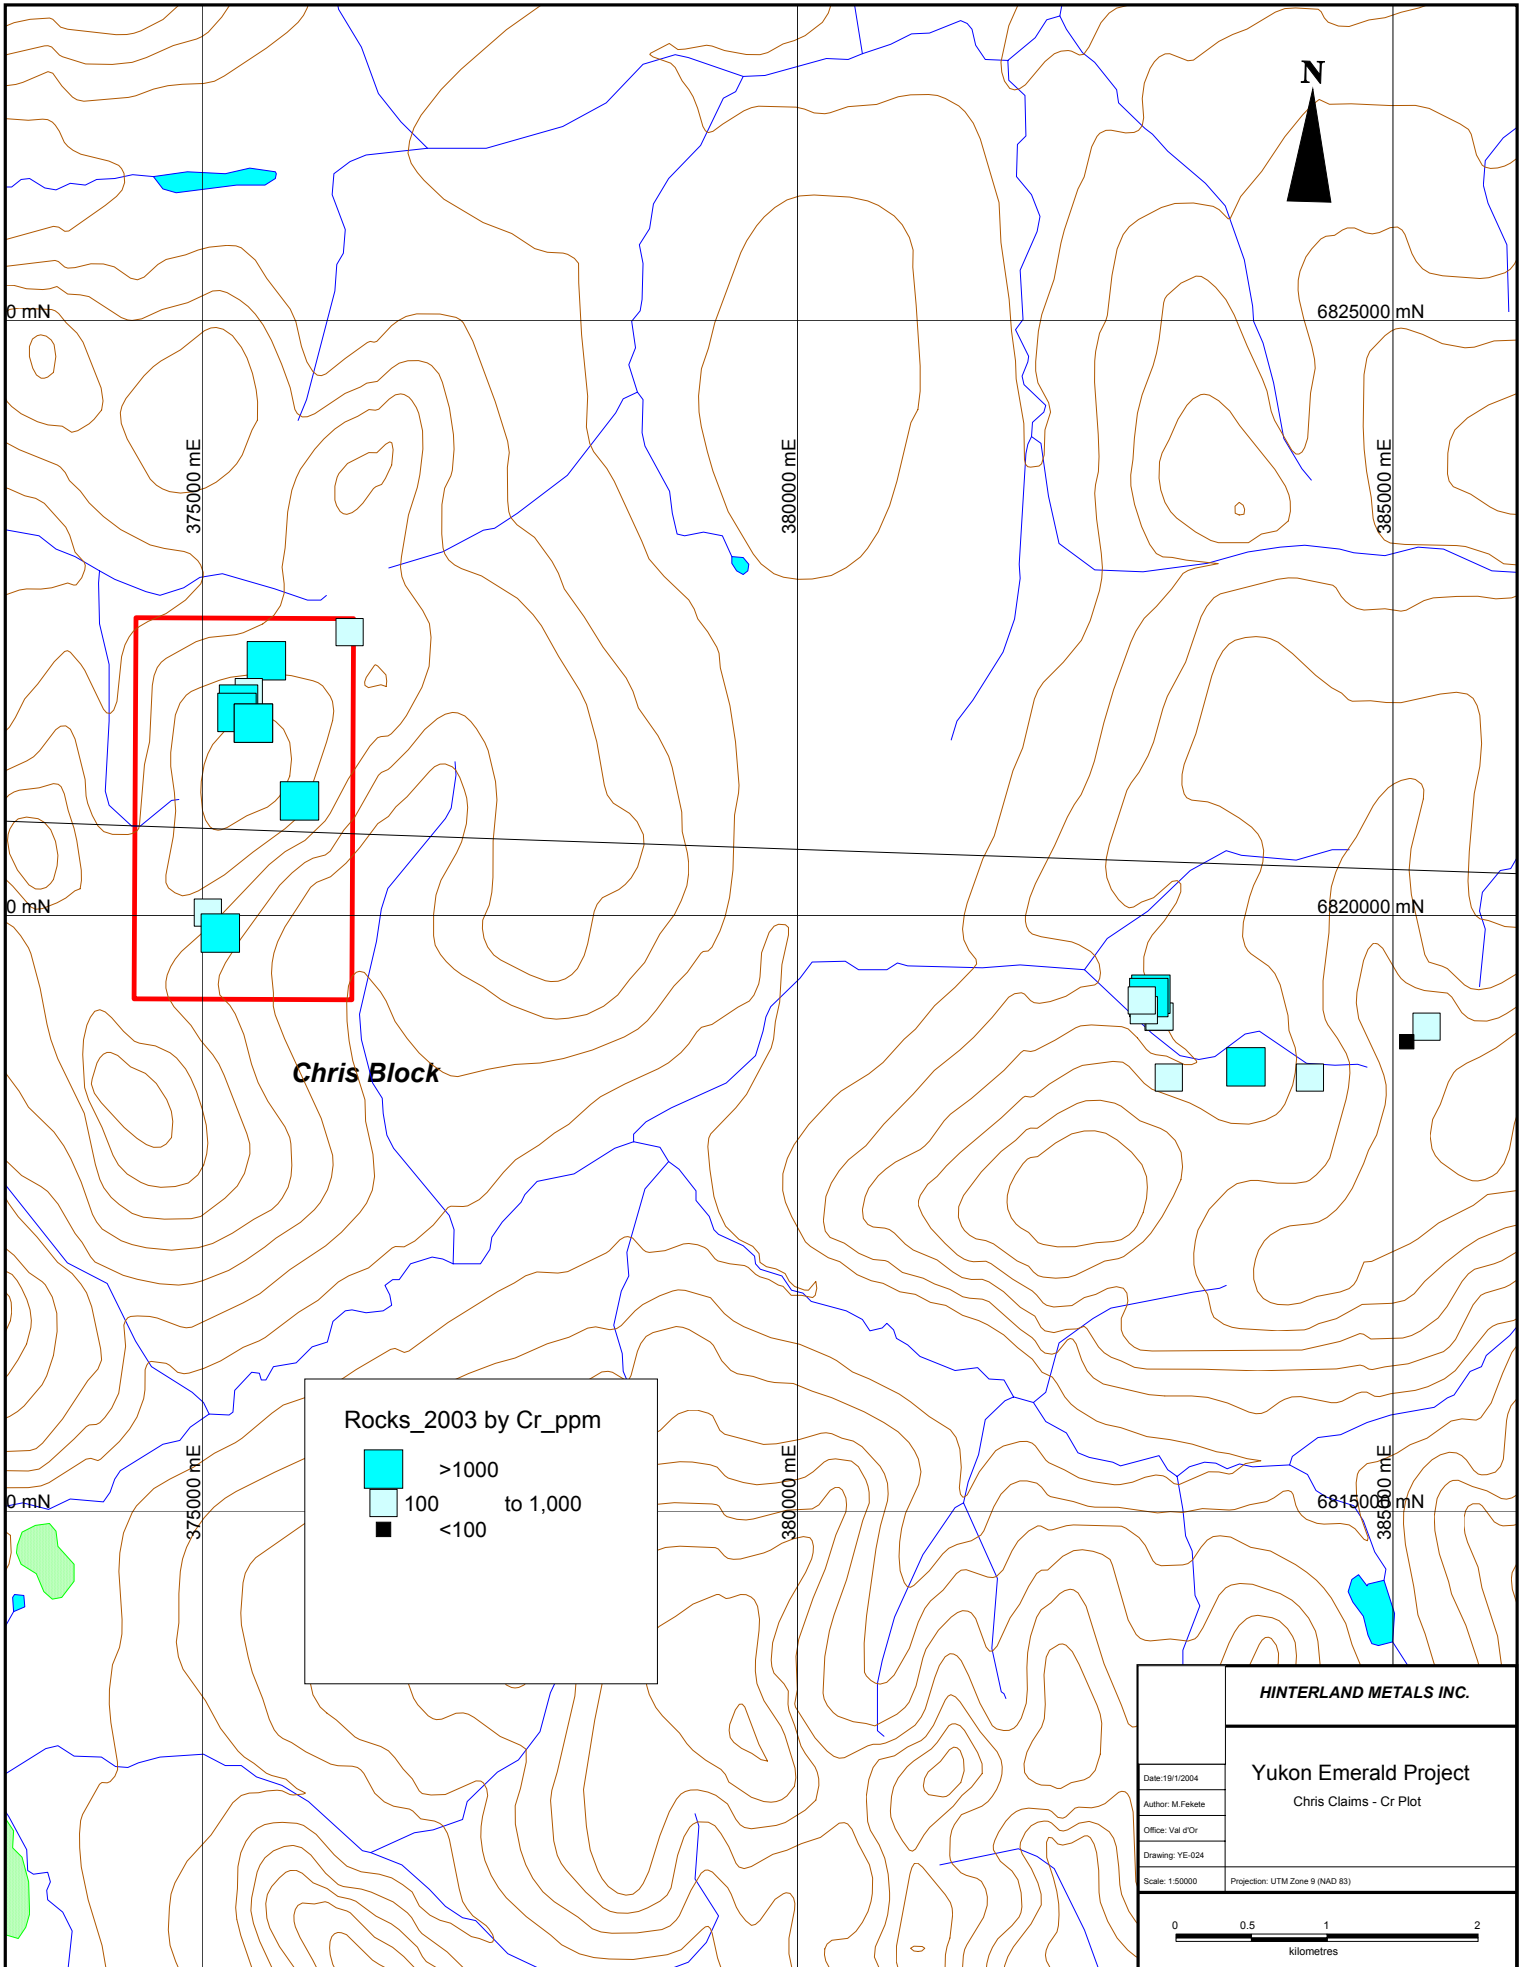 N
0 mN
6825000 mN
375000 mE
380000 mE
385000 mE
0 mN
6820000 mN
Chris Block
Rocks_2003 by Cr_ppm
>1000
100 to 1,000
<100
375000 mE
380000 mE
385000 mE
0 mN
6815000 mN
HINTERLAND METALS INC.
Yukon Emerald Project
Chris Claims - Cr Plot
Date:19/1/2004
Author: M.Fekete
Office: Val d'Or
Drawing: YE-024
Scale: 1:50000
Projection: UTM Zone 9 (NAD 83)
0 0.5 1 2
kilometres